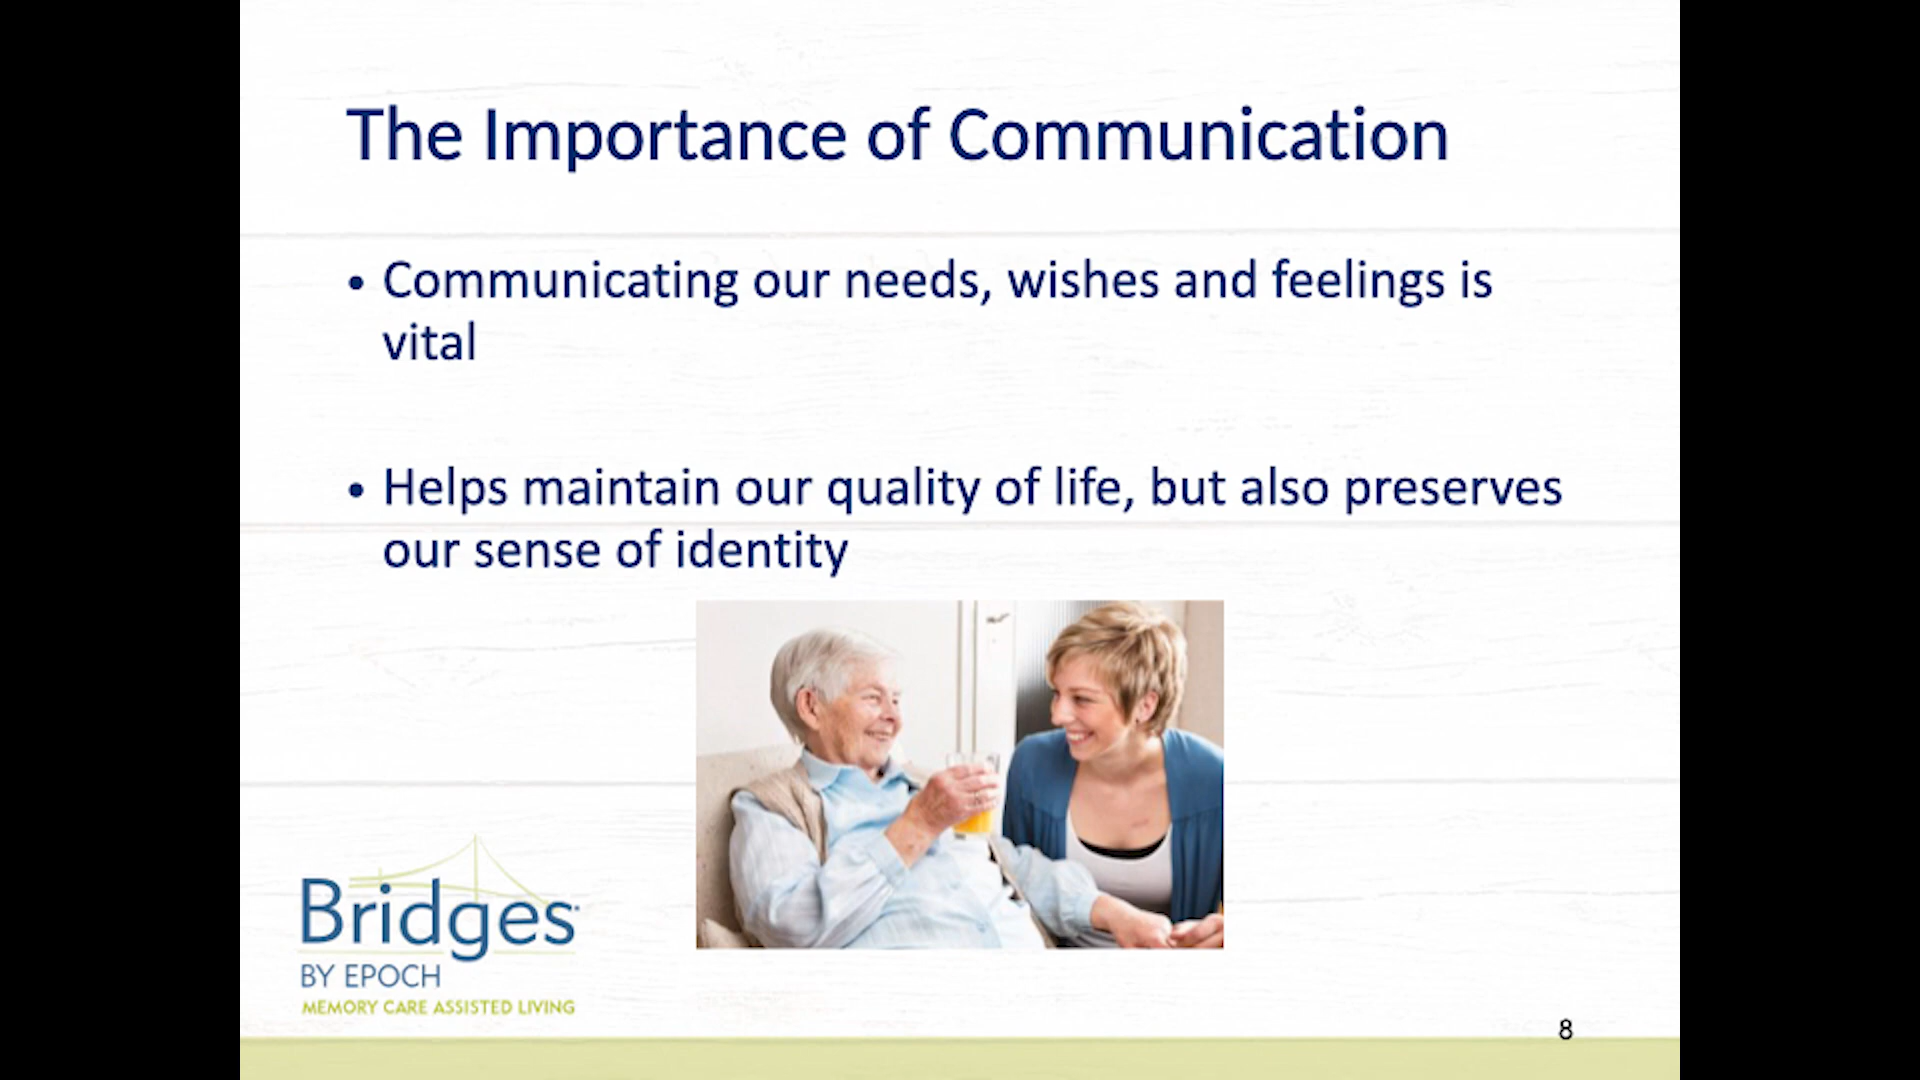 The Importance of Communication
• Communicating our needs, wishes and feelings is
vital
• Helps maintain our quality of life, but also preserves
our sense of identity
Bridges
BY EPOCH
MEMORY CARE ASSISTED LIVING
8